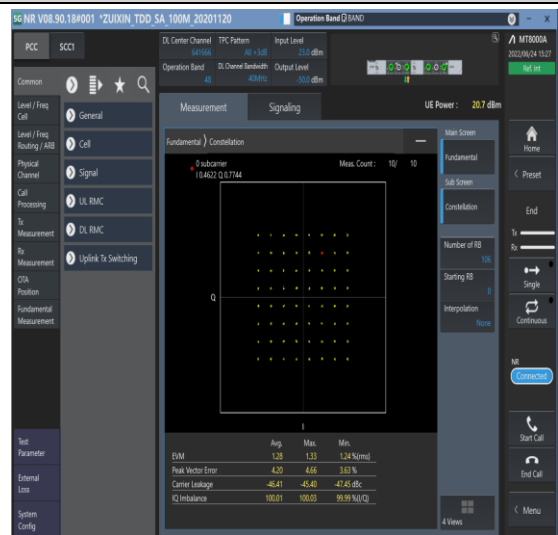 5G NR V08.90.18#001 *ZUIXIN_TDD_SA_100M_20201120 Operation Band BAND
PCC SCC1
DL Center Channel TPC Pattern Input Level
641666 All +3dB 23.0 dBm
Operation Band DL Channel Bandwidth Output Level
48 40MHz -50.0 dBm
MT8000A
2022/06/24 15:27
Ref. int
Common
Level / Freq
Cell
Level / Freq
Routing / ARB
Physical
Channel
Call
Processing
Tx
Measurement
Rx
Measurement
OTA
Position
Fundamental
Measurement
Test
Parameter
External
Loss
System
Config
General
Cell
Signal
UL RMC
DL RMC
Uplink Tx Switching
Measurement Signaling UE Power : 20.7 dBm
Fundamental Constellation
0 subcarrier Meas. Count : 10/ 10
I 0.4622 Q 0.7744
Q
I
Avg. Max. Min.
EVM 1.28 1.33 1.24 %(rms)
Peak Vector Error 4.20 4.66 3.63 %
Carrier Leakage -46.41 -45.40 -47.45 dBc
IQ Imbalance 100.01 100.03 99.99 %(I/Q)
Main Screen
Fundamental
Sub Screen
Constellation
Number of RB
106
Starting RB
0
Interpolation
None
4 Views
Home
Preset
End
Tx
Rx
Single
Continuous
NR
Connected
Start Call
End Call
Menu